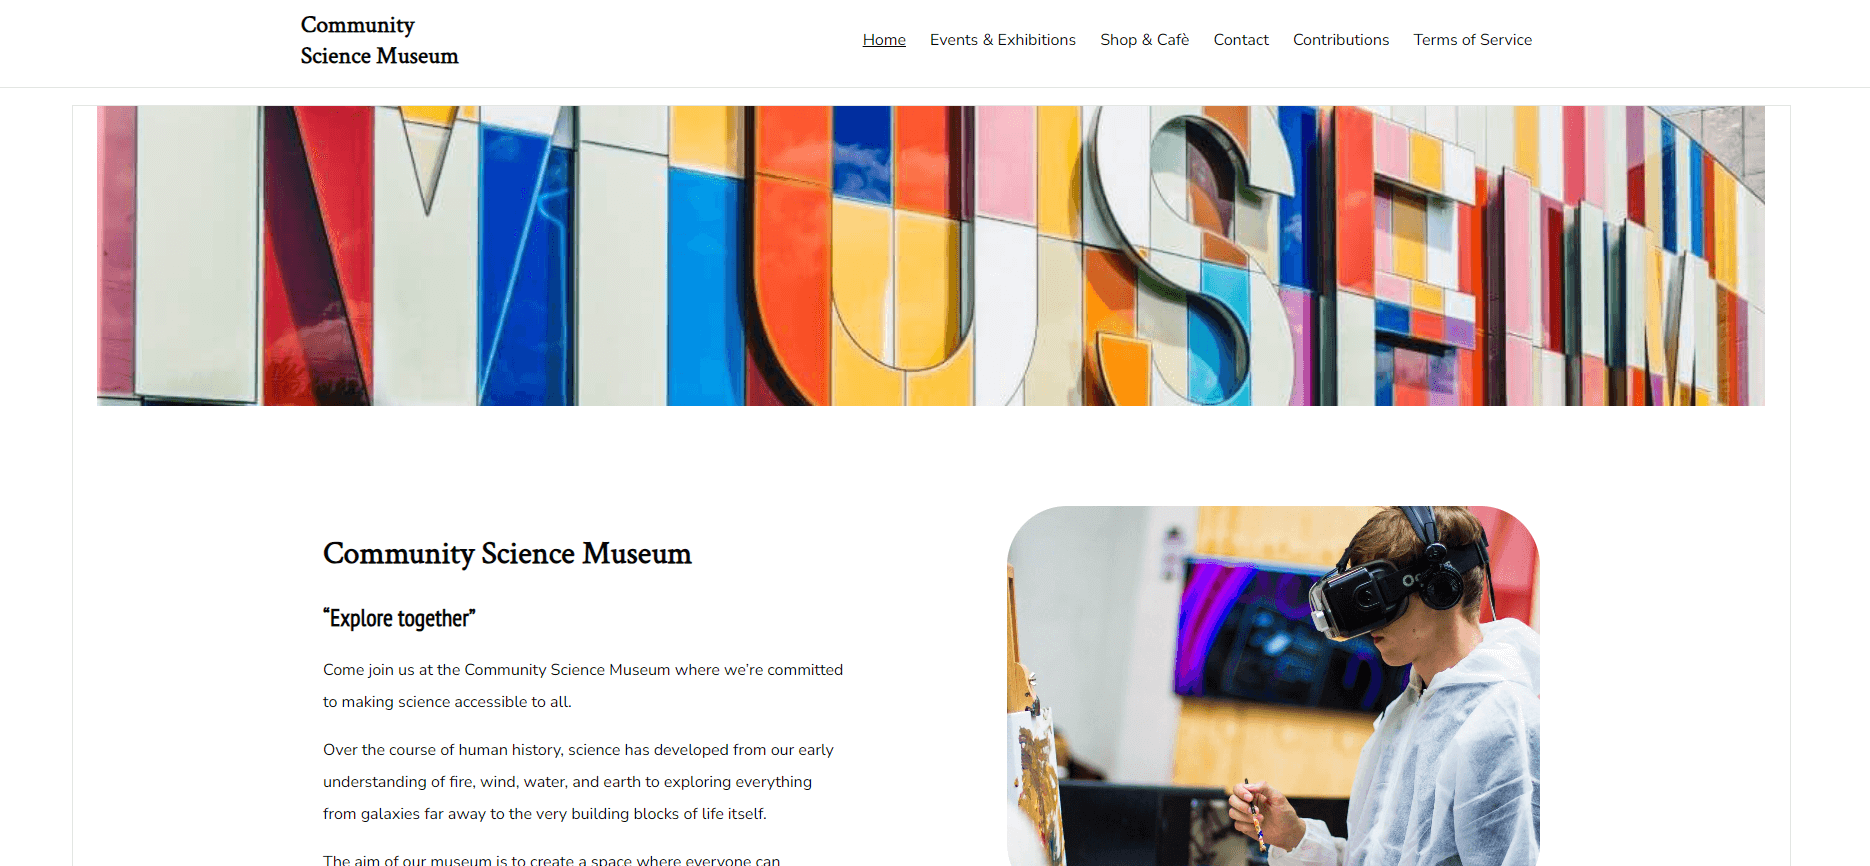 Community
Science Museum
Home Events & Exhibitions Shop & Cafè Contact Contributions Terms of Service
MUSEUM
Community Science Museum
“Explore together”
Come join us at the Community Science Museum where we’re committed
to making science accessible to all.
Over the course of human history, science has developed from our early
understanding of fire, wind, water, and earth to exploring everything
from galaxies far away to the very building blocks of life itself.
The aim of our museum is to create a space where everyone can